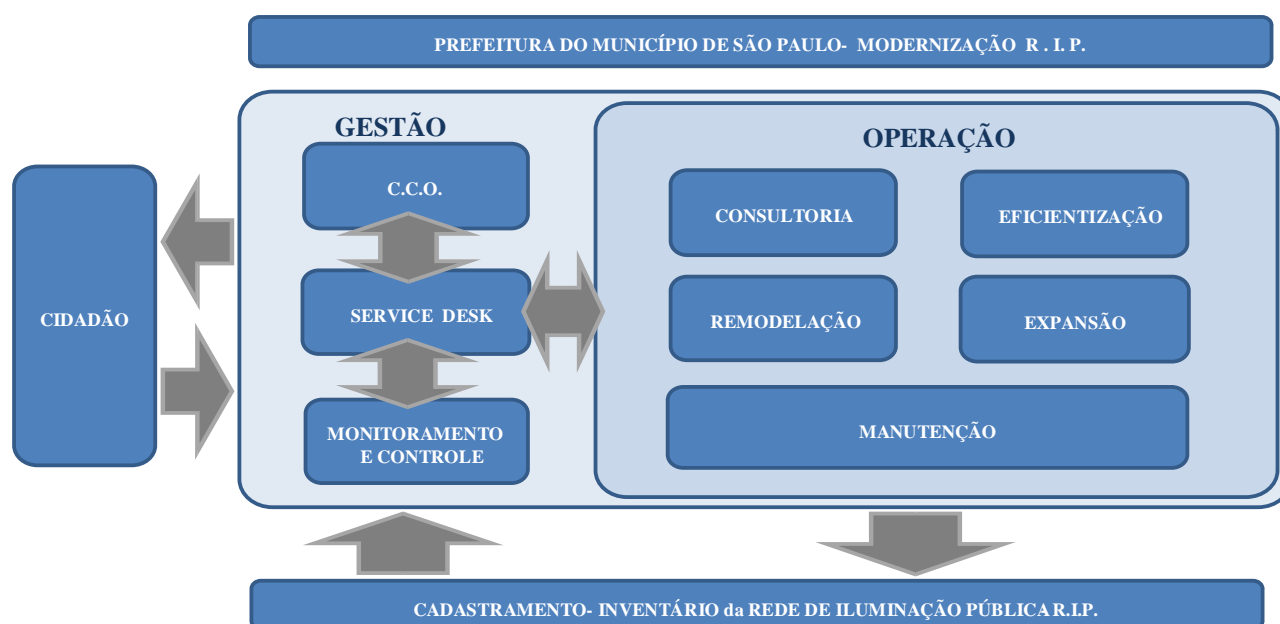 PREFEITURA DO MUNICÍPIO DE SÃO PAULO- MODERNIZAÇÃO R . I. P.
GESTÃO
OPERAÇÃO
C.C.O.
CONSULTORIA
EFICIENTIZAÇÃO
CIDADÃO
SERVICE DESK
REMODELAÇÃO
EXPANSÃO
MONITORAMENTO
E CONTROLE
MANUTENÇÃO
CADASTRAMENTO- INVENTÁRIO da REDE DE ILUMINAÇÃO PÚBLICA R.I.P.